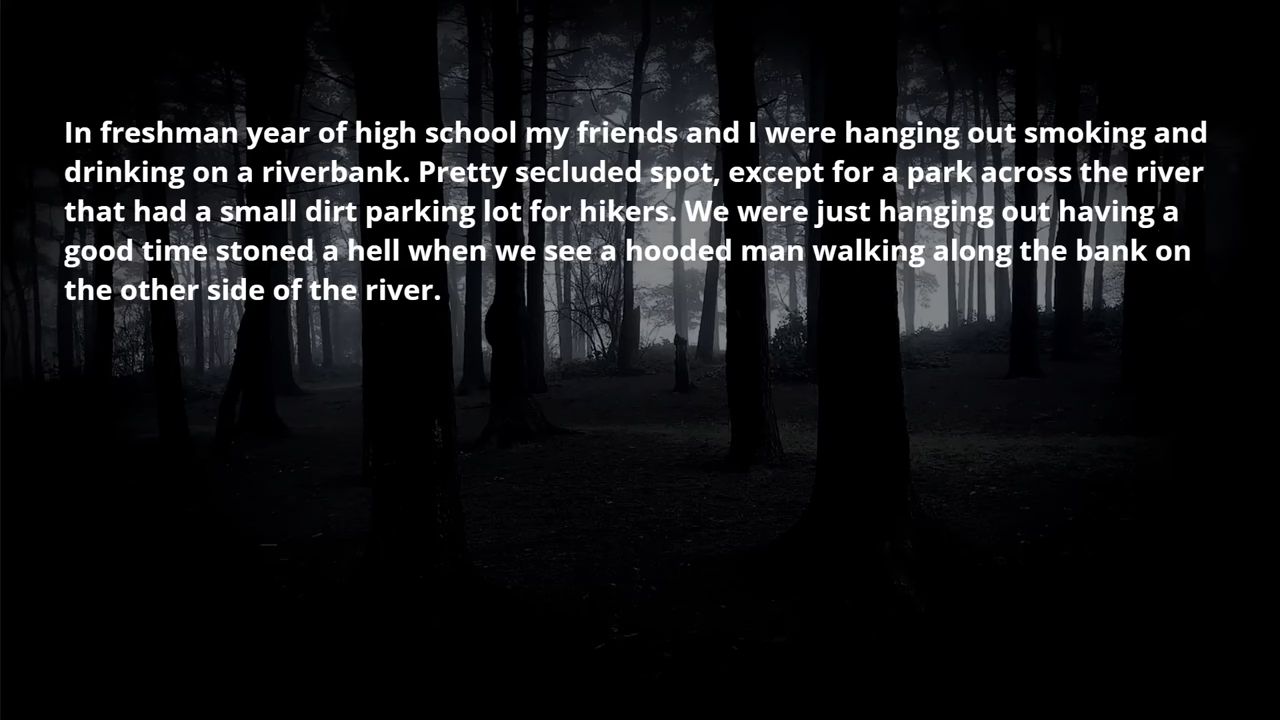 In freshman year of high school my friends and I were hanging out smoking and
drinking on a riverbank. Pretty secluded spot, except for a park across the river
that had a small dirt parking lot for hikers. We were just hanging out having a
good time stoned a hell when we see a hooded man walking along the bank on
the other side of the river.